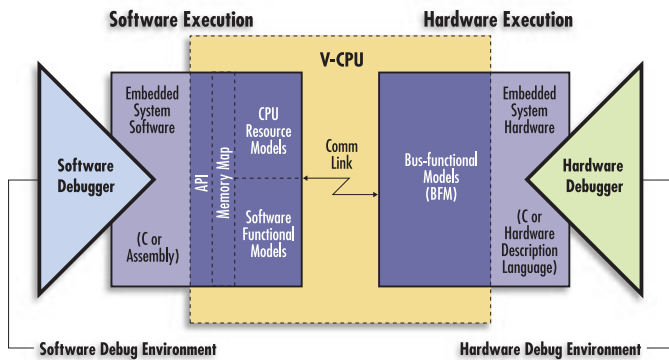 Software Execution
Hardware Execution
V-CPU
Embedded
System
Software
(C or
Assembly)
Software
Debugger
API
Memory Map
CPU
Resource
Models
Software
Functional
Models
Comm
Link
Bus-functional
Models
(BFM)
Embedded
System
Hardware
(C or
Hardware
Description
Language)
Hardware
Debugger
Software Debug Environment
Hardware Debug Environment